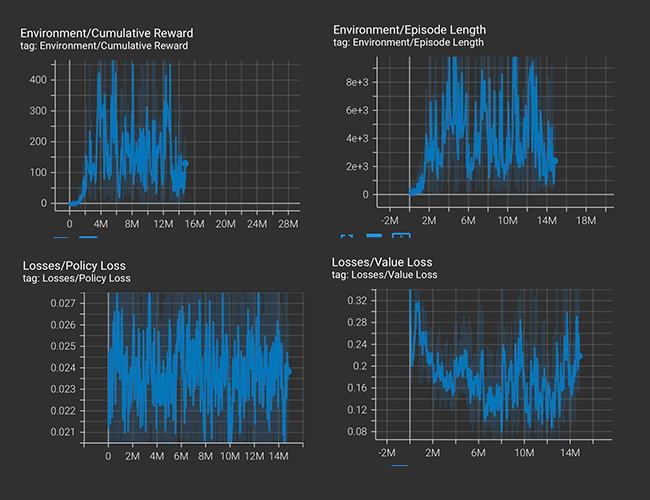 Environment/Cumulative Reward
tag: Environment/Cumulative Reward
400
300
200
100
0
0 4M 8M 12M 16M 20M 24M 28M
Environment/Episode Length
tag: Environment/Episode Length
8e+3
6e+3
4e+3
2e+3
0
-2M 2M 6M 10M 14M 18M
Losses/Policy Loss
tag: Losses/Policy Loss
0.027
0.026
0.025
0.024
0.023
0.022
0.021
0 2M 4M 6M 8M 10M 12M 14M
Losses/Value Loss
tag: Losses/Value Loss
0.32
0.28
0.24
0.2
0.16
0.12
0.08
-2M 2M 6M 10M 14M